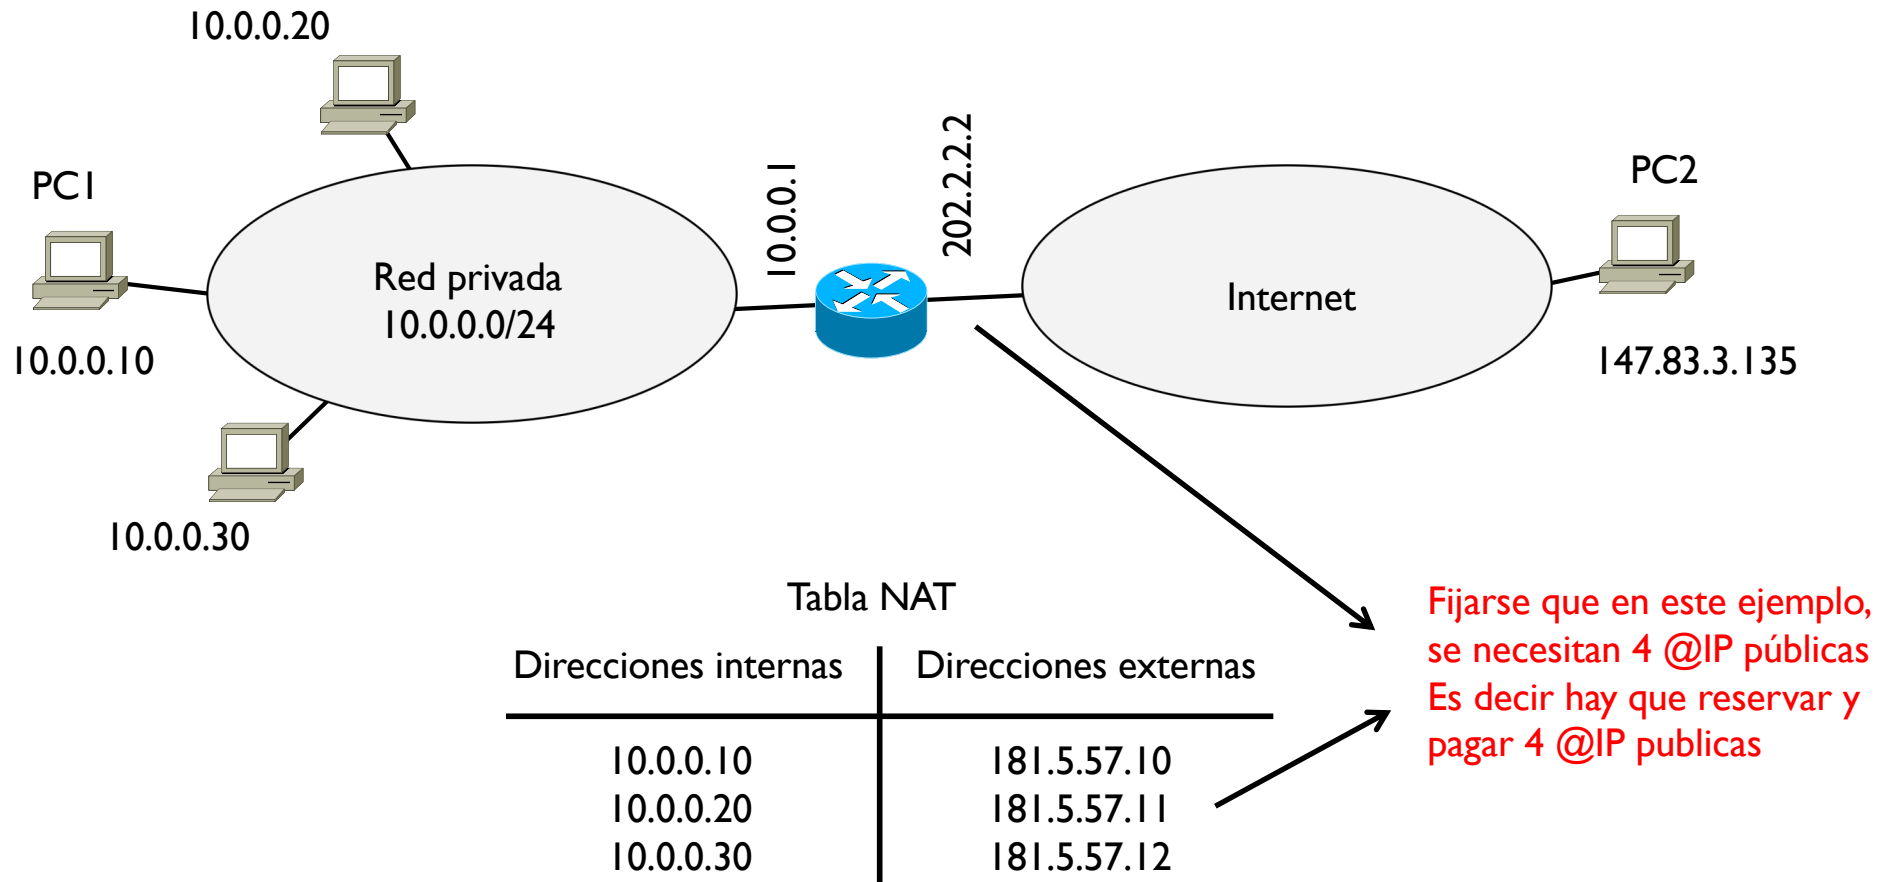 10.0.0.20
PC1
10.0.0.1
202.2.2.2
PC2
Red privada
10.0.0.0/24
Internet
10.0.0.10
147.83.3.135
10.0.0.30
Tabla NAT
Direcciones internas
Direcciones externas
10.0.0.10
181.5.57.10
10.0.0.20
181.5.57.11
10.0.0.30
181.5.57.12
Fijarse que en este ejemplo,
se necesitan 4 @IP públicas
Es decir hay que reservar y
pagar 4 @IP publicas